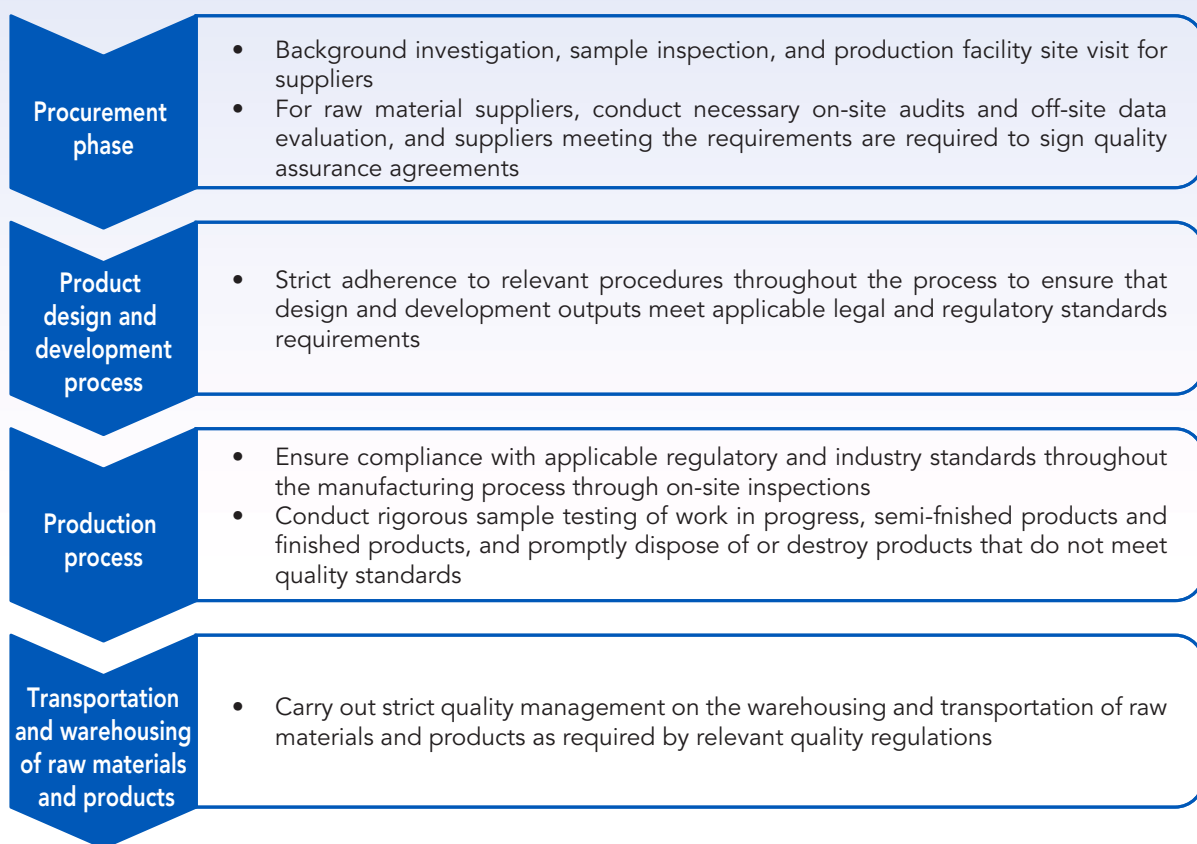 Procurement
phase
• Background investigation, sample inspection, and production facility site visit for
suppliers
• For raw material suppliers, conduct necessary on-site audits and off-site data
evaluation, and suppliers meeting the requirements are required to sign quality
assurance agreements
Product
design and
development
process
• Strict adherence to relevant procedures throughout the process to ensure that
design and development outputs meet applicable legal and regulatory standards
requirements
Production
process
• Ensure compliance with applicable regulatory and industry standards throughout
the manufacturing process through on-site inspections
• Conduct rigorous sample testing of work in progress, semi-fnished products and
finished products, and promptly dispose of or destroy products that do not meet
quality standards
Transportation
and warehousing
of raw materials
and products
• Carry out strict quality management on the warehousing and transportation of raw
materials and products as required by relevant quality regulations